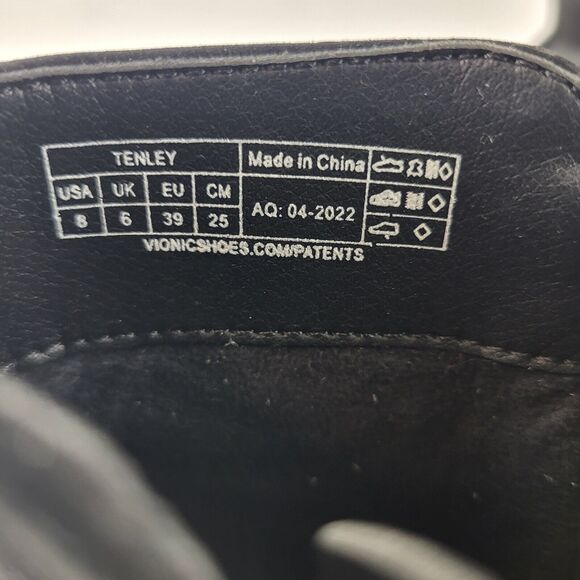 TENLEY Made in China
USA UK EU CM
8 6 39 25 AQ: 04-2022
VIONICSHOES.COM/PATENTS